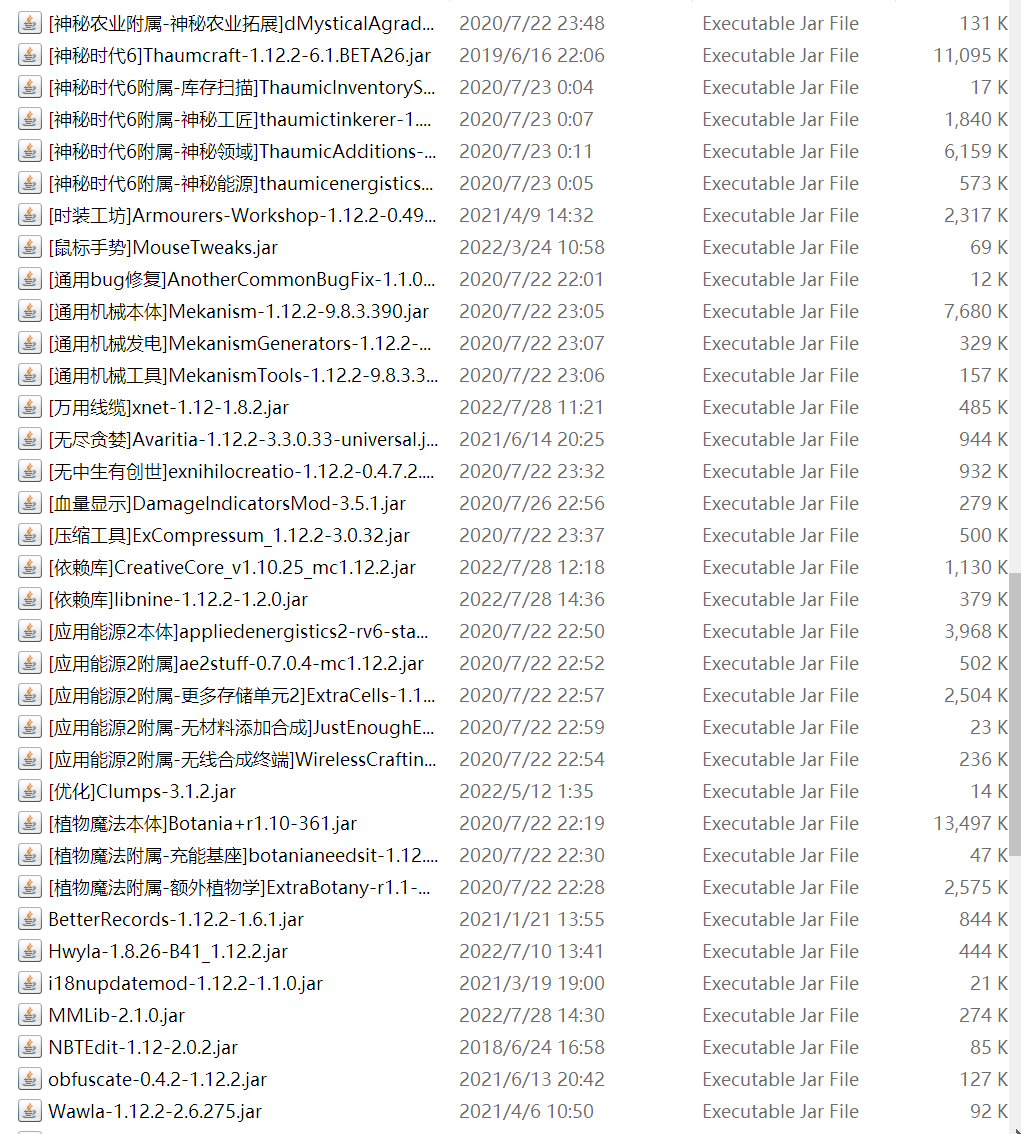 [神秘农业附属-神秘农业拓展]dMysticalAgrad... 2020/7/22 23:48 Executable Jar File 131 K
[神秘时代6]Thaumcraft-1.12.2-6.1.BETA26.jar 2019/6/16 22:06 Executable Jar File 11,095 K
[神秘时代6附属-库存扫描]ThaumicInventoryS... 2020/7/23 0:04 Executable Jar File 17 K
[神秘时代6附属-神秘工匠]thaumictinkerer-1.... 2020/7/23 0:07 Executable Jar File 1,840 K
[神秘时代6附属-神秘领域]ThaumicAdditions-... 2020/7/23 0:11 Executable Jar File 6,159 K
[神秘时代6附属-神秘能源]thaumicenergistics... 2020/7/23 0:05 Executable Jar File 573 K
[时装工坊]Armourers-Workshop-1.12.2-0.49... 2021/4/9 14:32 Executable Jar File 2,317 K
[鼠标手势]MouseTweaks.jar 2022/3/24 10:58 Executable Jar File 69 K
[通用bug修复]AnotherCommonBugFix-1.1.0... 2020/7/22 22:01 Executable Jar File 12 K
[通用机械本体]Mekanism-1.12.2-9.8.3.390.jar 2020/7/22 23:05 Executable Jar File 7,680 K
[通用机械发电]MekanismGenerators-1.12.2-... 2020/7/22 23:07 Executable Jar File 329 K
[通用机械工具]MekanismTools-1.12.2-9.8.3.3... 2020/7/22 23:06 Executable Jar File 157 K
[万用线缆]xnet-1.12-1.8.2.jar 2022/7/28 11:21 Executable Jar File 485 K
[无尽贪婪]Avaritia-1.12.2-3.3.0.33-universal.j... 2021/6/14 20:25 Executable Jar File 944 K
[无中生有创世]exnihilocreatio-1.12.2-0.4.7.2.... 2020/7/22 23:32 Executable Jar File 932 K
[血量显示]DamageIndicatorsMod-3.5.1.jar 2020/7/26 22:56 Executable Jar File 279 K
[压缩工具]ExCompressum_1.12.2-3.0.32.jar 2020/7/22 23:37 Executable Jar File 500 K
[依赖库]CreativeCore_v1.10.25_mc1.12.2.jar 2022/7/28 12:18 Executable Jar File 1,130 K
[依赖库]libnine-1.12.2-1.2.0.jar 2022/7/28 14:36 Executable Jar File 379 K
[应用能源2本体]appliedenergistics2-rv6-sta... 2020/7/22 22:50 Executable Jar File 3,968 K
[应用能源2附属]ae2stuff-0.7.0.4-mc1.12.2.jar 2020/7/22 22:52 Executable Jar File 502 K
[应用能源2附属-更多存储单元2]ExtraCells-1.1... 2020/7/22 22:57 Executable Jar File 2,504 K
[应用能源2附属-无材料添加合成]JustEnoughE... 2020/7/22 22:59 Executable Jar File 23 K
[应用能源2附属-无线合成终端]WirelessCraftin... 2020/7/22 22:54 Executable Jar File 236 K
[优化]Clumps-3.1.2.jar 2022/5/12 1:35 Executable Jar File 14 K
[植物魔法本体]Botania+r1.10-361.jar 2020/7/22 22:19 Executable Jar File 13,497 K
[植物魔法附属-充能基座]botanianeedsit-1.12.... 2020/7/22 22:30 Executable Jar File 47 K
[植物魔法附属-额外植物学]ExtraBotany-r1.1-... 2020/7/22 22:28 Executable Jar File 2,575 K
BetterRecords-1.12.2-1.6.1.jar 2021/1/21 13:55 Executable Jar File 844 K
Hwyla-1.8.26-B41_1.12.2.jar 2022/7/10 13:41 Executable Jar File 444 K
i18nupdatemod-1.12.2-1.1.0.jar 2021/3/19 19:00 Executable Jar File 21 K
MMLib-2.1.0.jar 2022/7/28 14:30 Executable Jar File 274 K
NBTEdit-1.12-2.0.2.jar 2018/6/24 16:58 Executable Jar File 85 K
obfuscate-0.4.2-1.12.2.jar 2021/6/13 20:42 Executable Jar File 127 K
Wawla-1.12.2-2.6.275.jar 2021/4/6 10:50 Executable Jar File 92 K